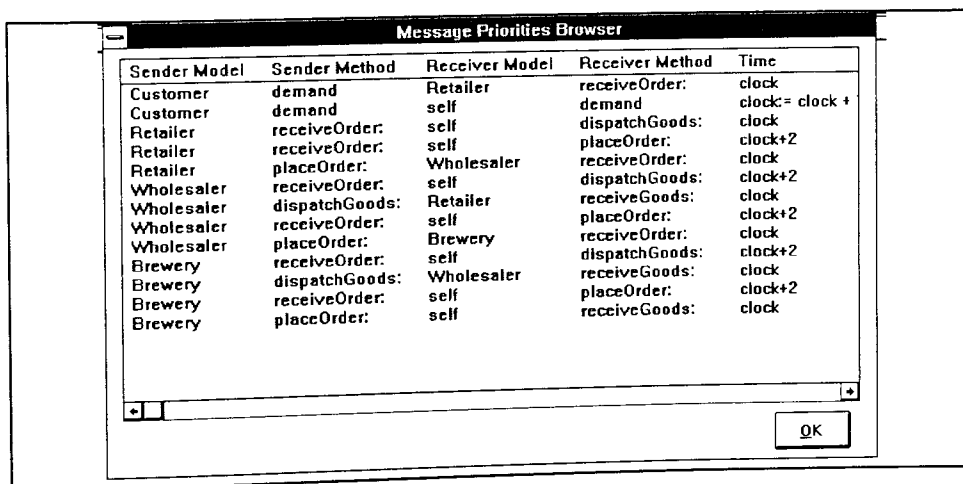 Message Priorities Browser
Sender Model Sender Method Receiver Model Receiver Method Time
Customer demand Retailer receiveOrder: clock
Customer demand self demand clock:= clock +
Retailer receiveOrder: self dispatchGoods: clock
Retailer receiveOrder: self placeOrder: clock+2
Retailer placeOrder: Wholesaler receiveOrder: clock
Wholesaler receiveOrder: self dispatchGoods: clock+2
Wholesaler dispatchGoods: Retailer receiveGoods: clock
Wholesaler receiveOrder: self placeOrder: clock+2
Wholesaler placeOrder: Brewery receiveOrder: clock
Brewery receiveOrder: self dispatchGoods: clock+2
Brewery dispatchGoods: Wholesaler receiveGoods: clock
Brewery receiveOrder: self placeOrder: clock+2
Brewery placeOrder: self receiveGoods: clock
OK